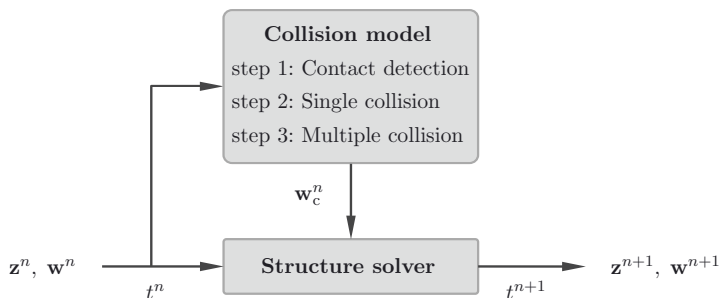 Collision model
step 1: Contact detection
step 2: Single collision
step 3: Multiple collision
w_c^n
z^n, w^n
t^n
Structure solver
t^{n+1}
z^{n+1}, w^{n+1}